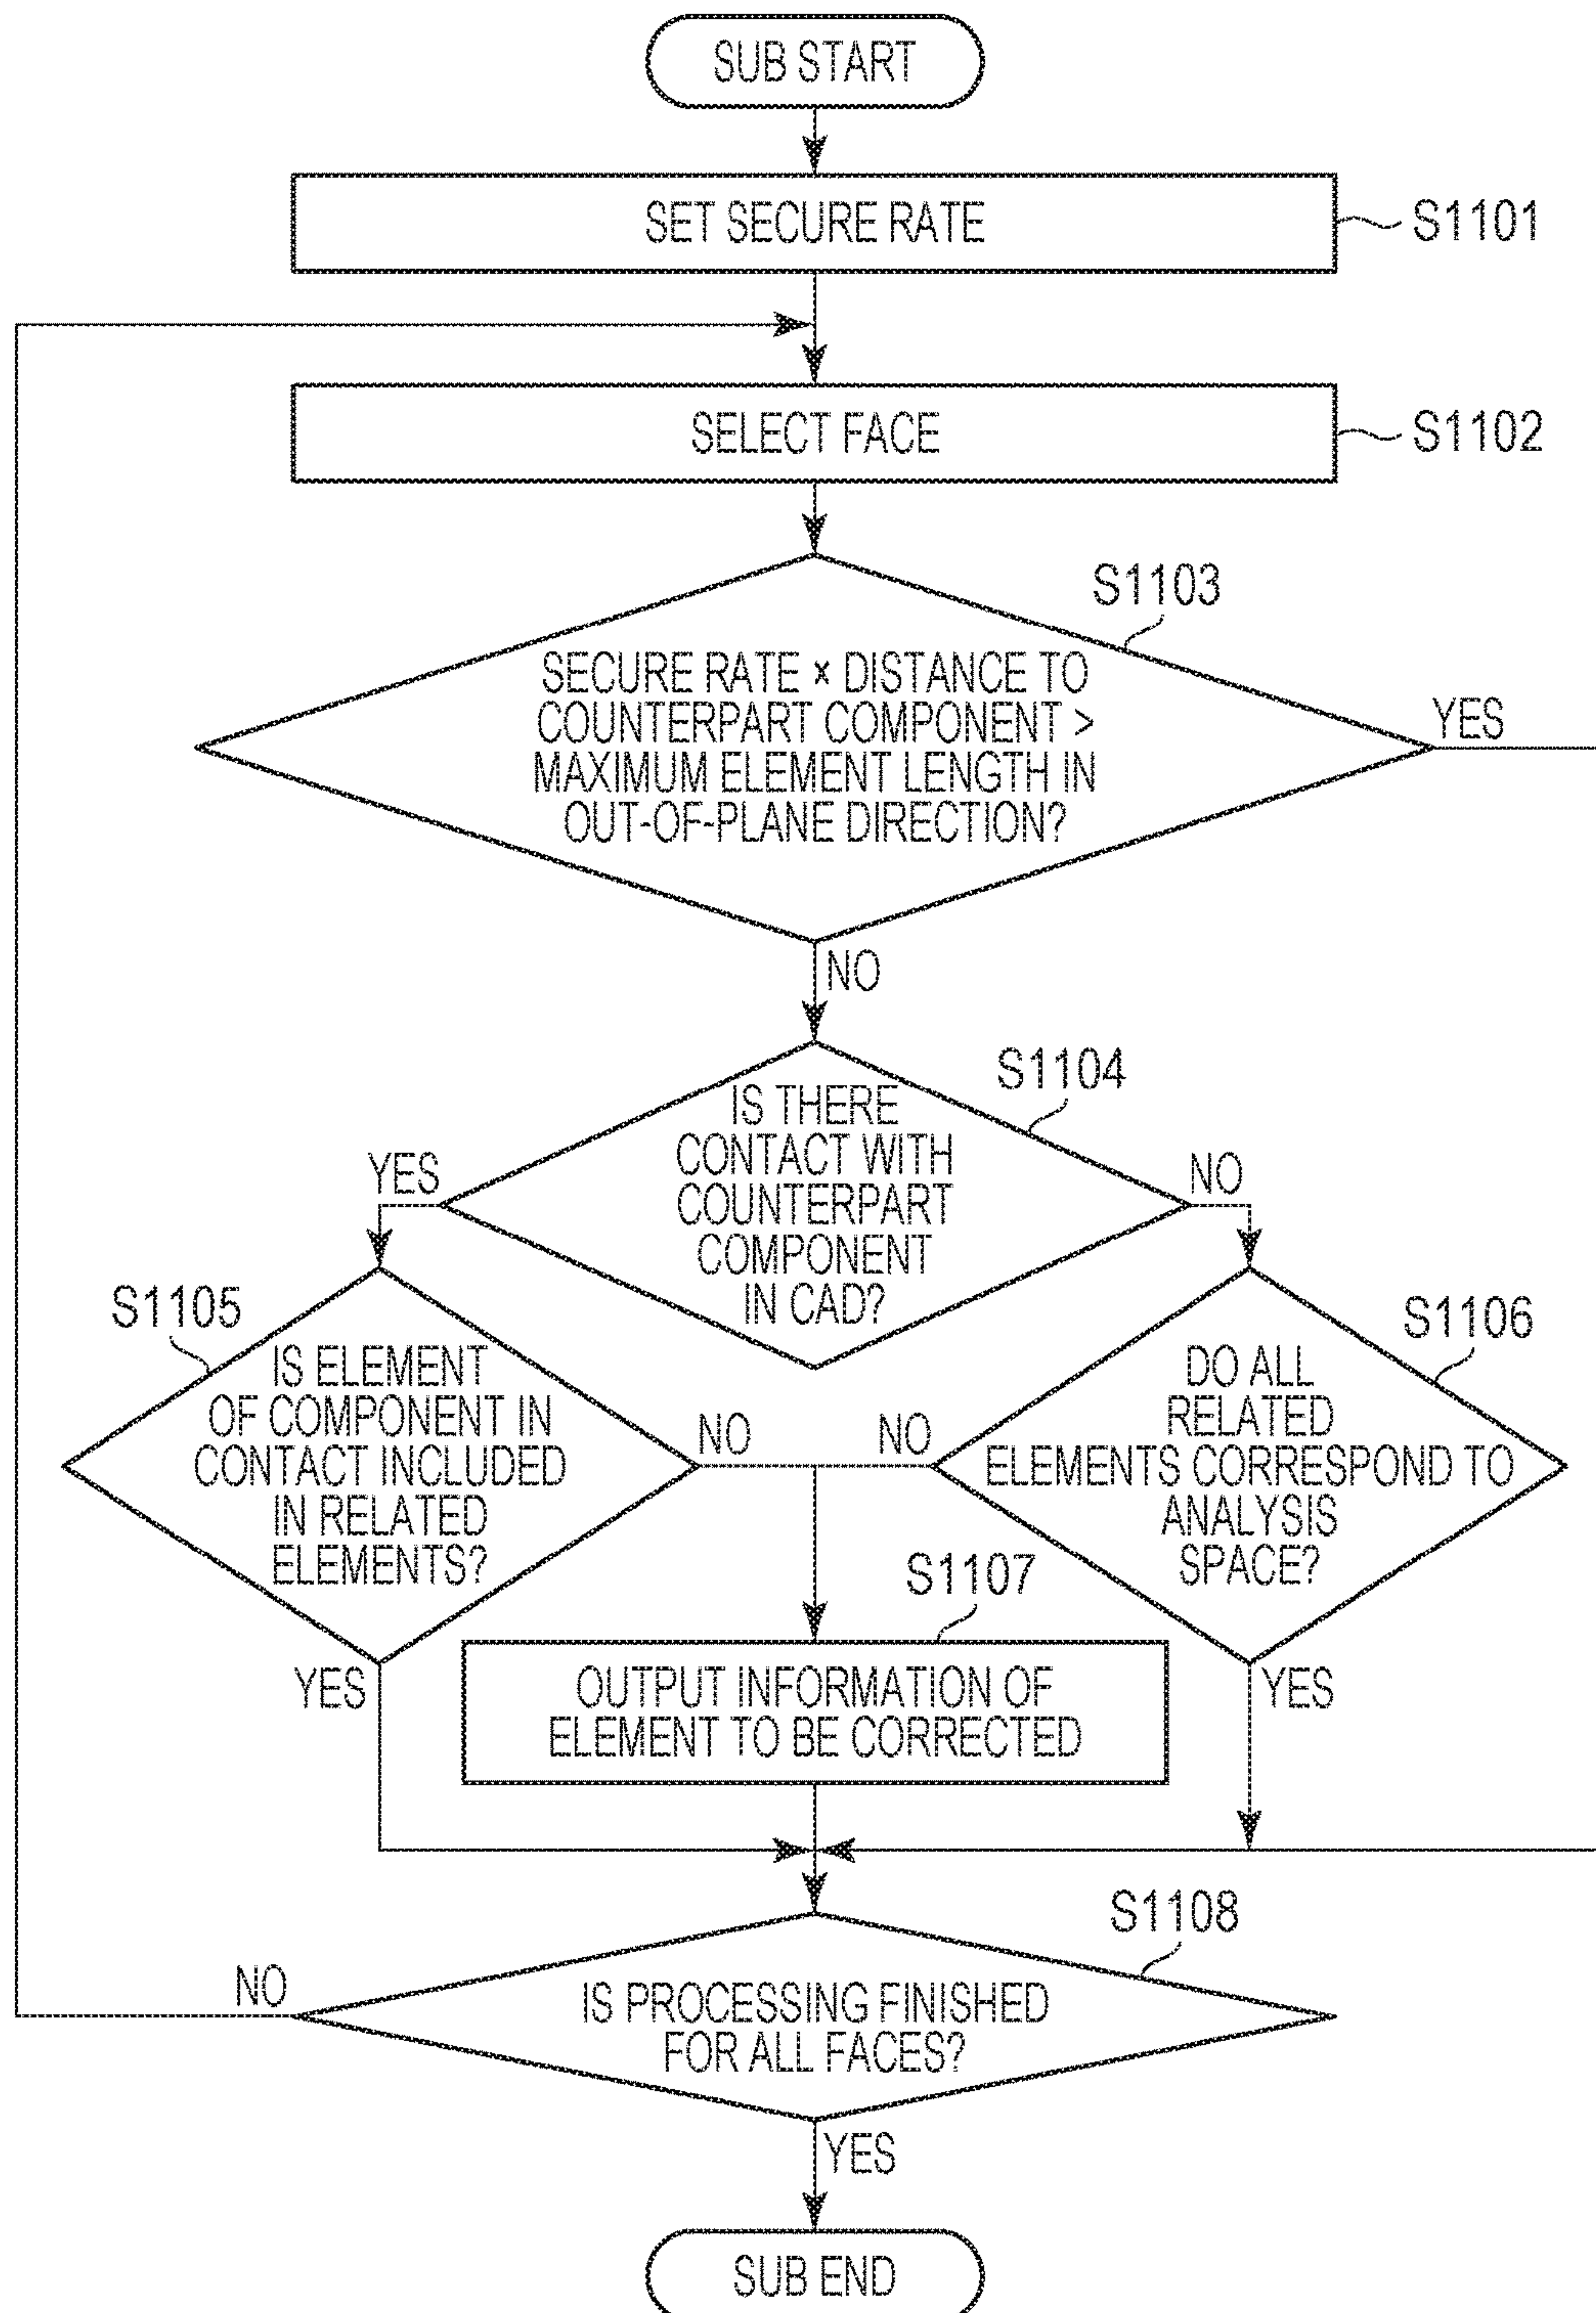 SUB START
SET SECURE RATE
S1101
SELECT FACE
S1102
S1103
SECURE RATE × DISTANCE TO
COUNTERPART COMPONENT >
MAXIMUM ELEMENT LENGTH IN
OUT-OF-PLANE DIRECTION?
YES
NO
S1104
IS THERE
CONTACT WITH
COUNTERPART
COMPONENT
IN CAD?
YES
NO
S1105
IS ELEMENT
OF COMPONENT IN
CONTACT INCLUDED
IN RELATED
ELEMENTS?
NO
YES
S1106
DO ALL
RELATED
ELEMENTS CORRESPOND TO
ANALYSIS
SPACE?
NO
YES
S1107
OUTPUT INFORMATION OF
ELEMENT TO BE CORRECTED
S1108
IS PROCESSING FINISHED
FOR ALL FACES?
NO
YES
SUB END